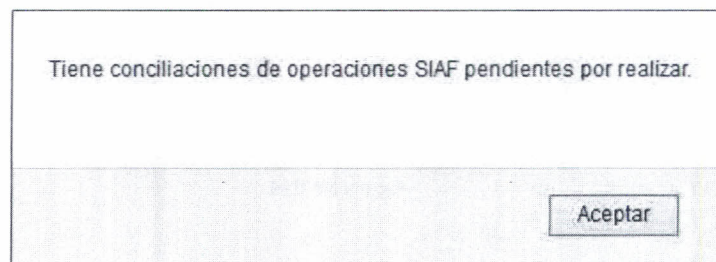 Tiene conciliaciones de operaciones SIAF pendientes por realizar.
Aceptar